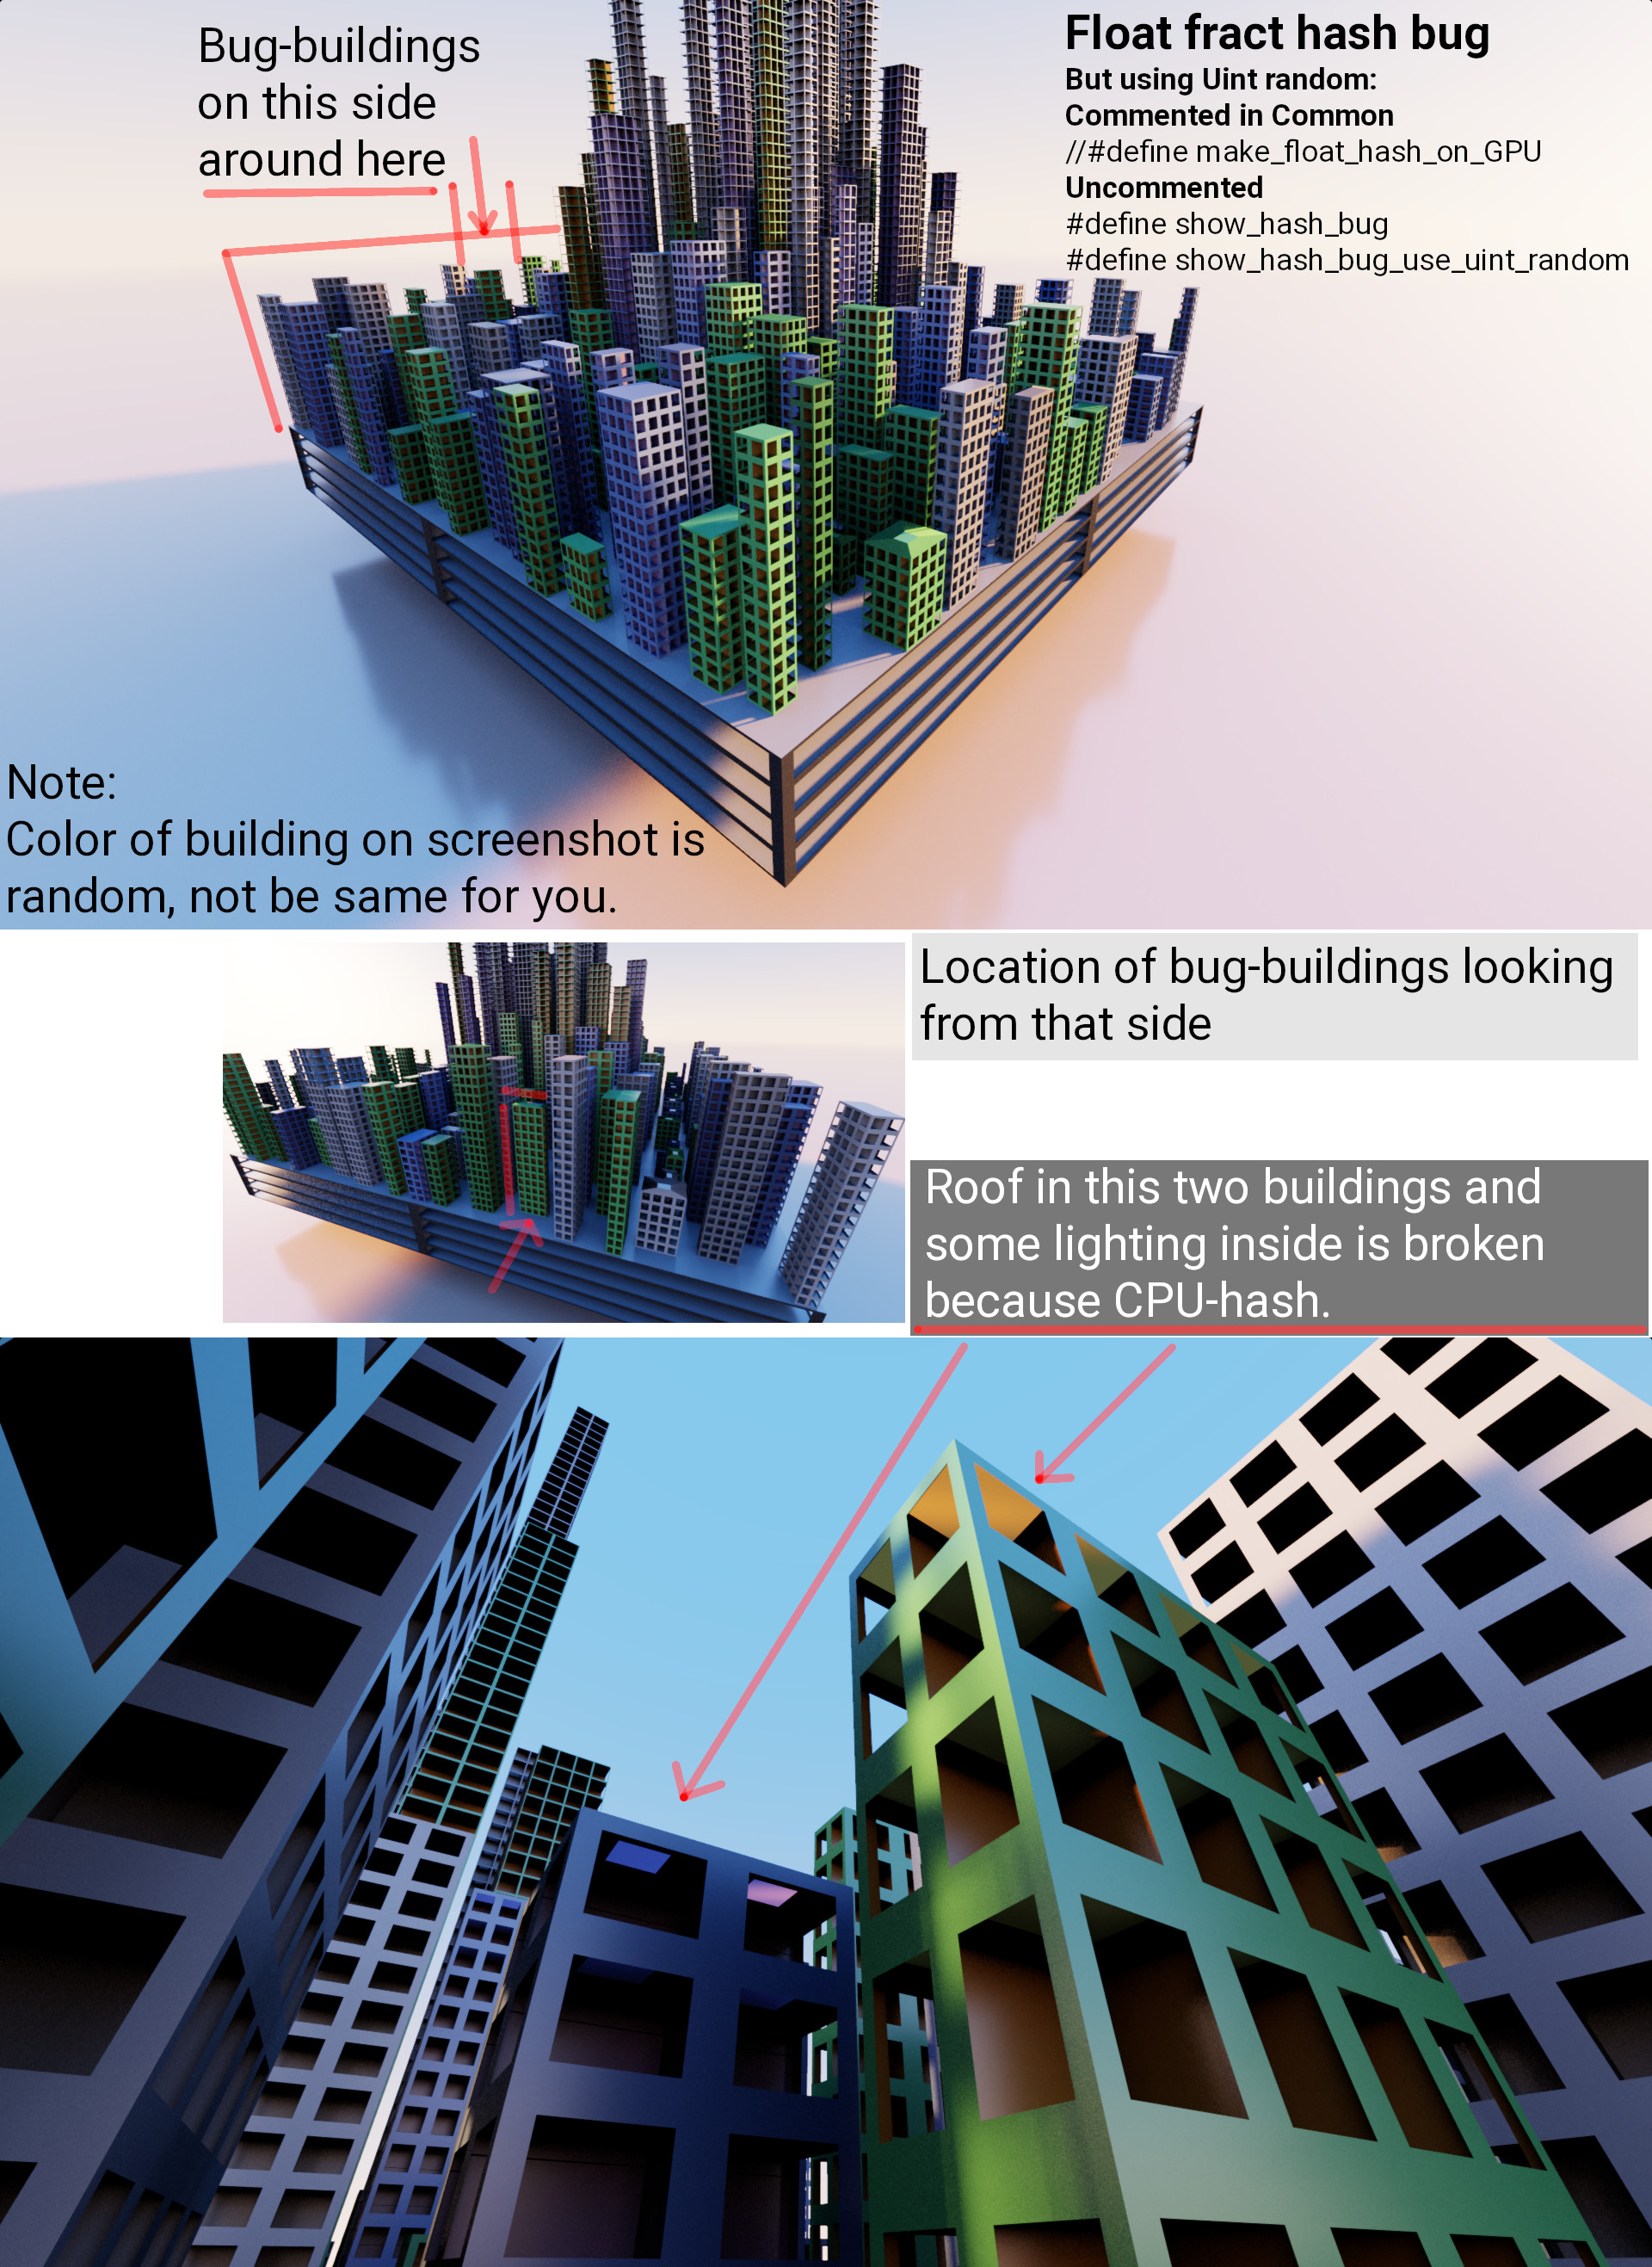 Bug-buildings
on this side
around here
Float fract hash bug
But using Uint random:
Commented in Common
//#define make_float_hash_on_GPU
Uncommented
#define show_hash_bug
#define show_hash_bug_use_uint_random
Note:
Color of building on screenshot is
random, not be same for you.
Location of bug-buildings looking
from that side
Roof in this two buildings and
some lighting inside is broken
because CPU-hash.